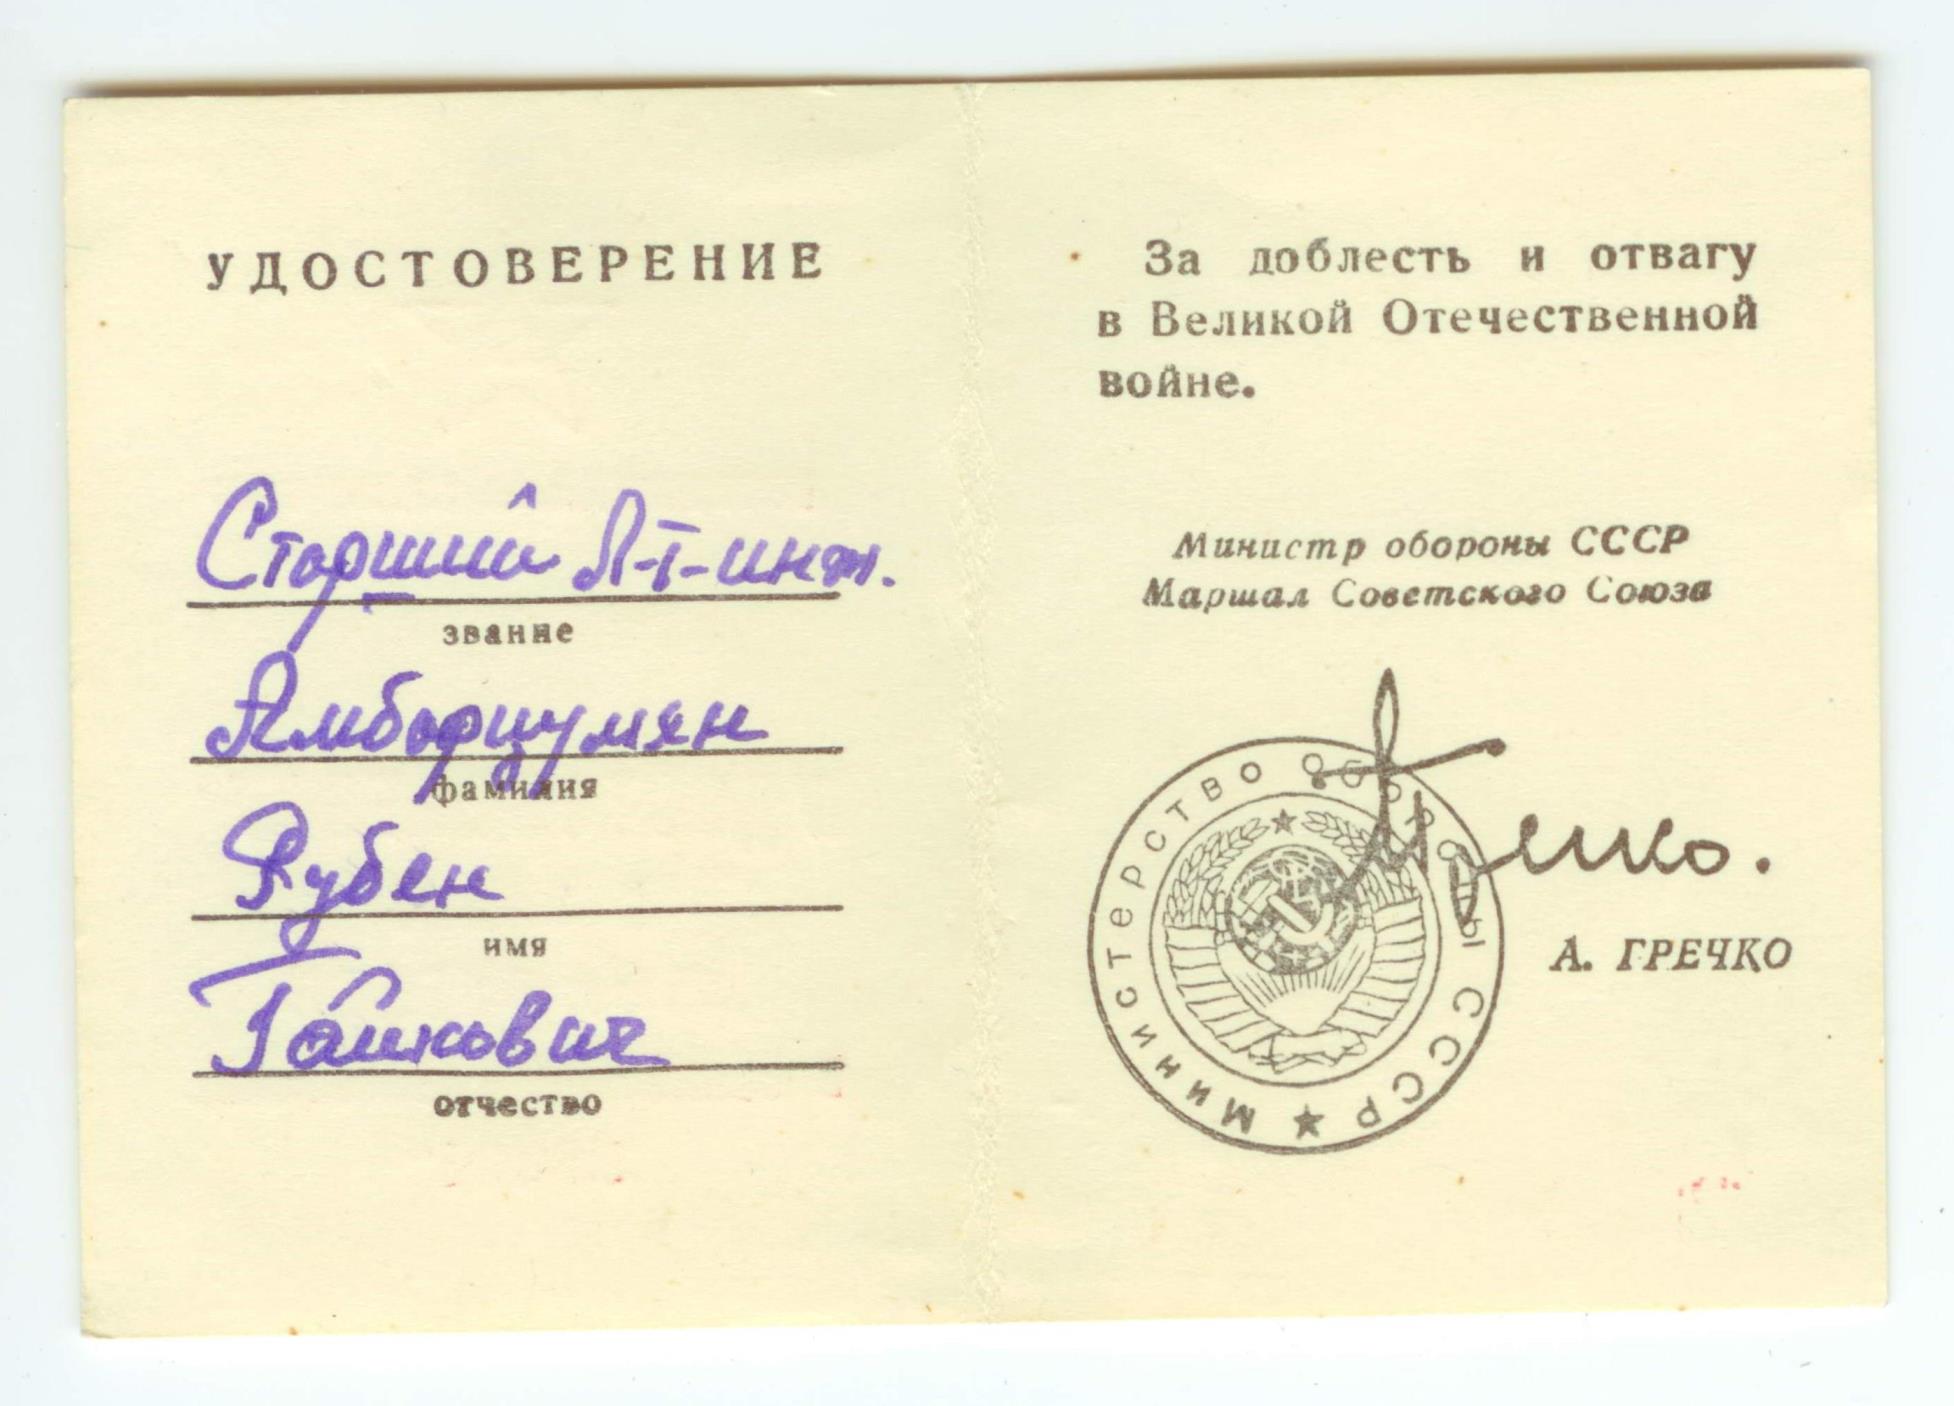 УДОСТОВЕРЕНИЕ
Старший л-т-инж.
звание
Амбарцумян
фамилия
Рубен
имя
Гайкович
отчество
За доблесть и отвагу
в Великой Отечественной
войне.
Министр обороны СССР
Маршал Советского Союза
Гречко.
Министерство обороны СССР
А. ГРЕЧКО